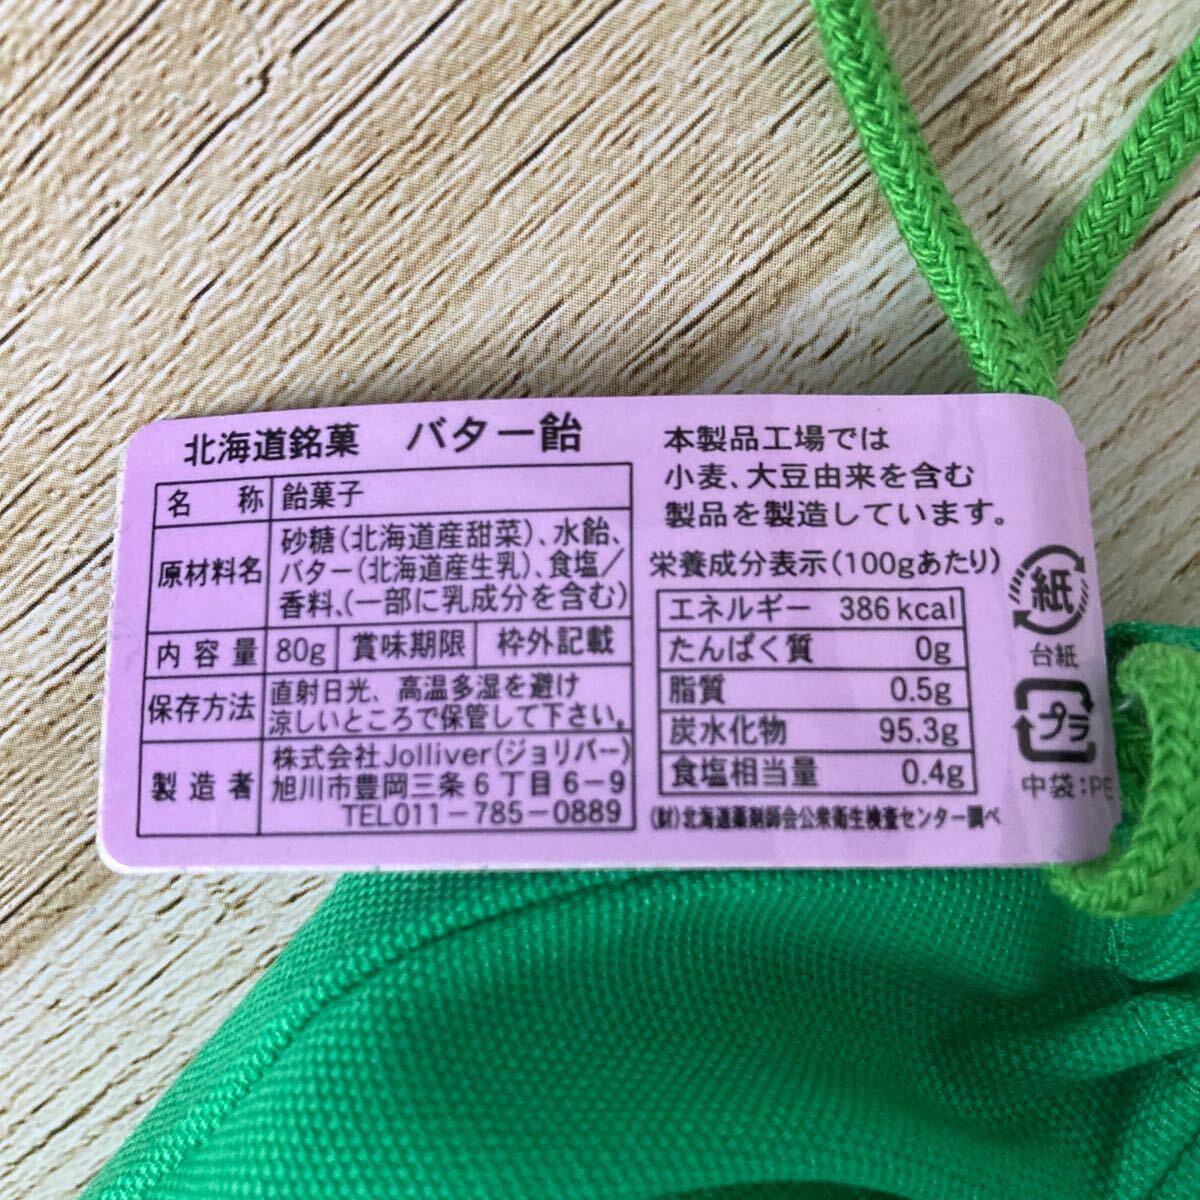 北海道銘菓 バター飴
名称 飴菓子
原材料名 砂糖(北海道産甜菜)、水飴、
バター(北海道産生乳)、食塩/
香料、(一部に乳成分を含む)
内容量 80g 賞味期限 枠外記載
保存方法 直射日光、高温多湿を避け
涼しいところで保管して下さい。
製造者 株式会社Jolliver(ジョリバー)
旭川市豊岡三条6丁目6-9
TEL011-785-0889
本製品工場では
小麦、大豆由来を含む
製品を製造しています。
栄養成分表示(100gあたり)
エネルギー 386kcal
たんぱく質 0g
脂質 0.5g
炭水化物 95.3g
食塩相当量 0.4g
(財)北海道薬剤師会公衆衛生検査センター調べ
紙
台紙
プラ
中袋:PE